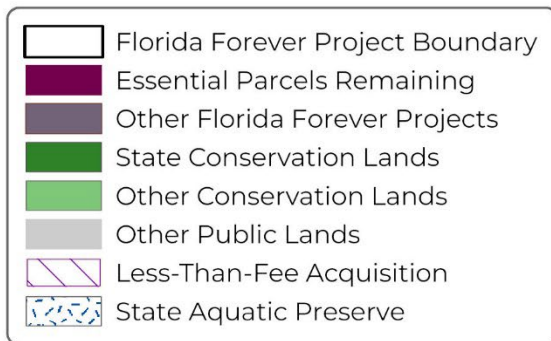 Florida Forever Project Boundary
Essential Parcels Remaining
Other Florida Forever Projects
State Conservation Lands
Other Conservation Lands
Other Public Lands
Less-Than-Fee Acquisition
State Aquatic Preserve